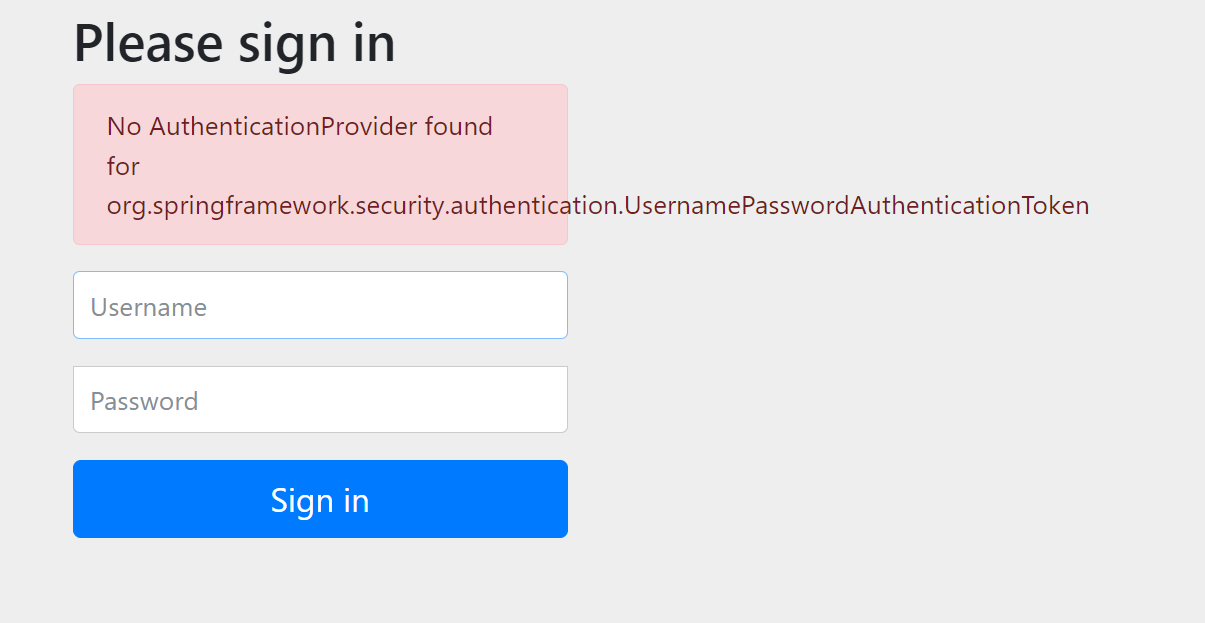 Please sign in
No AuthenticationProvider found
for
org.springframework.security.authentication.UsernamePasswordAuthenticationToken
Username
Password
Sign in